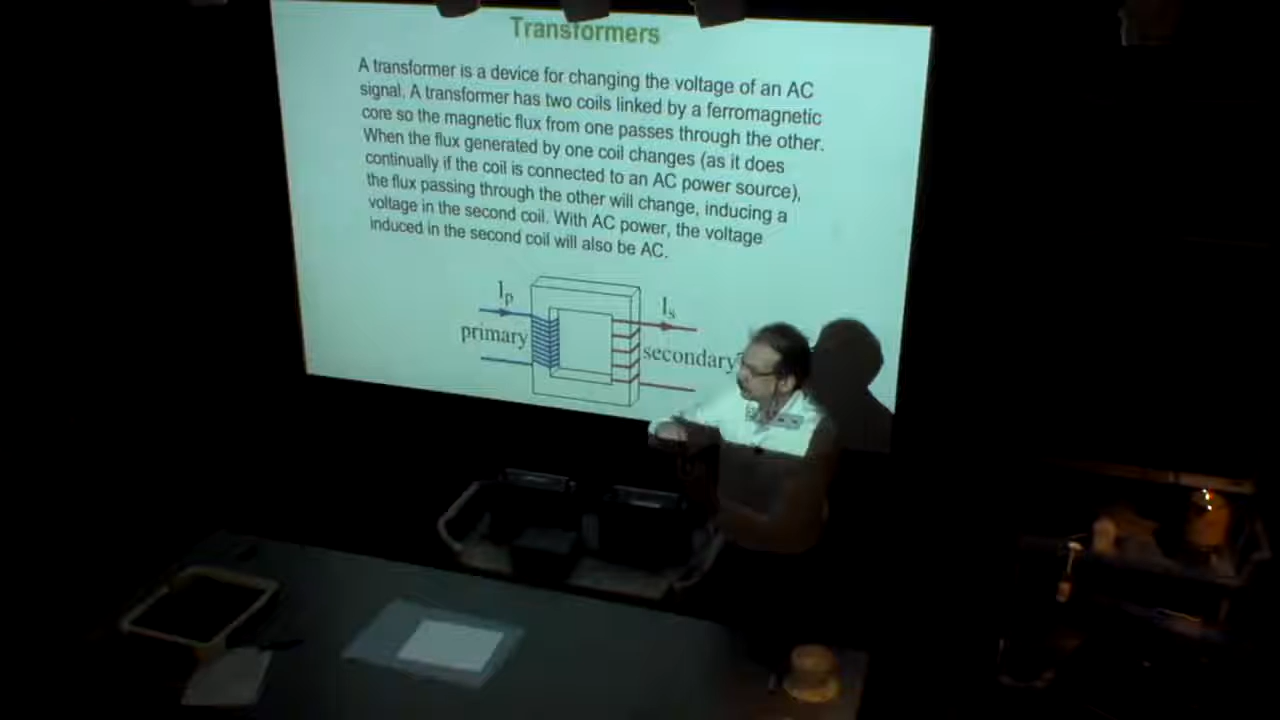 Transformers
A transformer is a device for changing the voltage of an AC
signal. A transformer has two coils linked by a ferromagnetic
core so the magnetic flux from one passes through the other.
When the flux generated by one coil changes (as it does
continually if the coil is connected to an AC power source),
the flux passing through the other will change, inducing a
voltage in the second coil. With AC power, the voltage
induced in the second coil will also be AC.
Ip
Is
primary
secondary